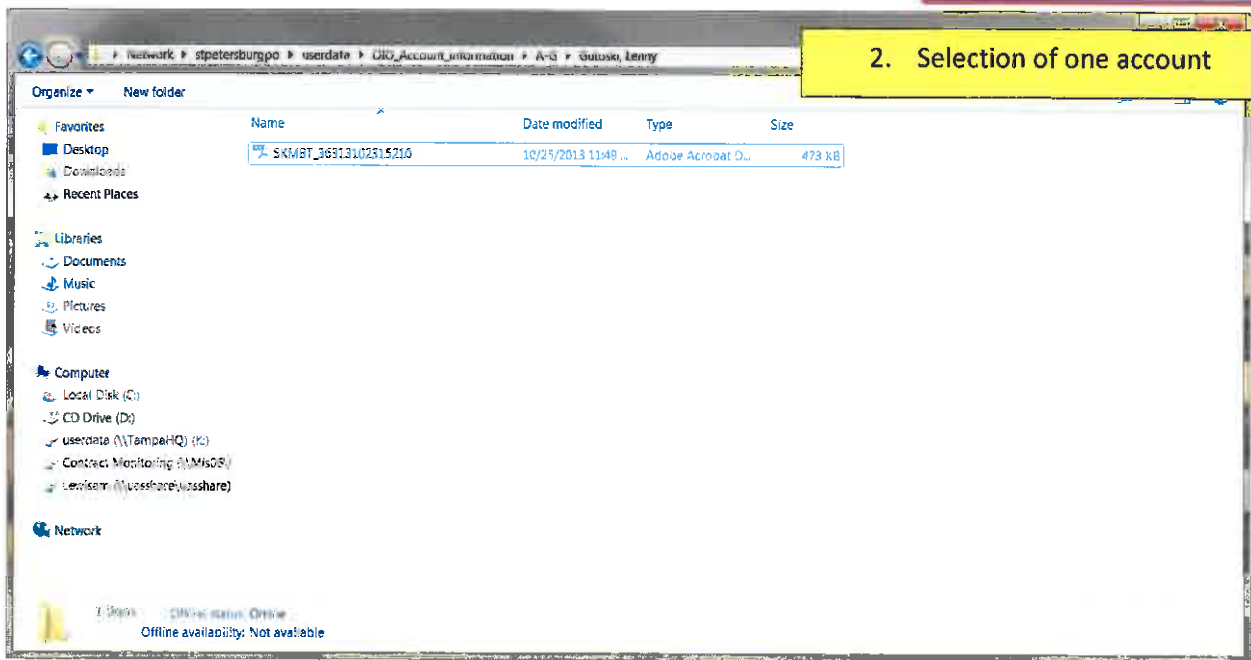 Network ▸ stpetersburgpo ▸ userdata ▸ OIG_Account_information ▸ A-G ▸ Gutoski, Lenny
2. Selection of one account
Organize New folder
Name Date modified Type Size
Favorites
Desktop
Downloads
Recent Places
SKMBT_36313102315210 10/25/2013 11:49 ... Adobe Acrobat D... 473 KB
Libraries
Documents
Music
Pictures
Videos
Computer
Local Disk (C:)
CD Drive (D:)
userdata (\\TampaHQ) (K:)
Contract Monitoring
Network
Offline status: Online
Offline availability: Not available